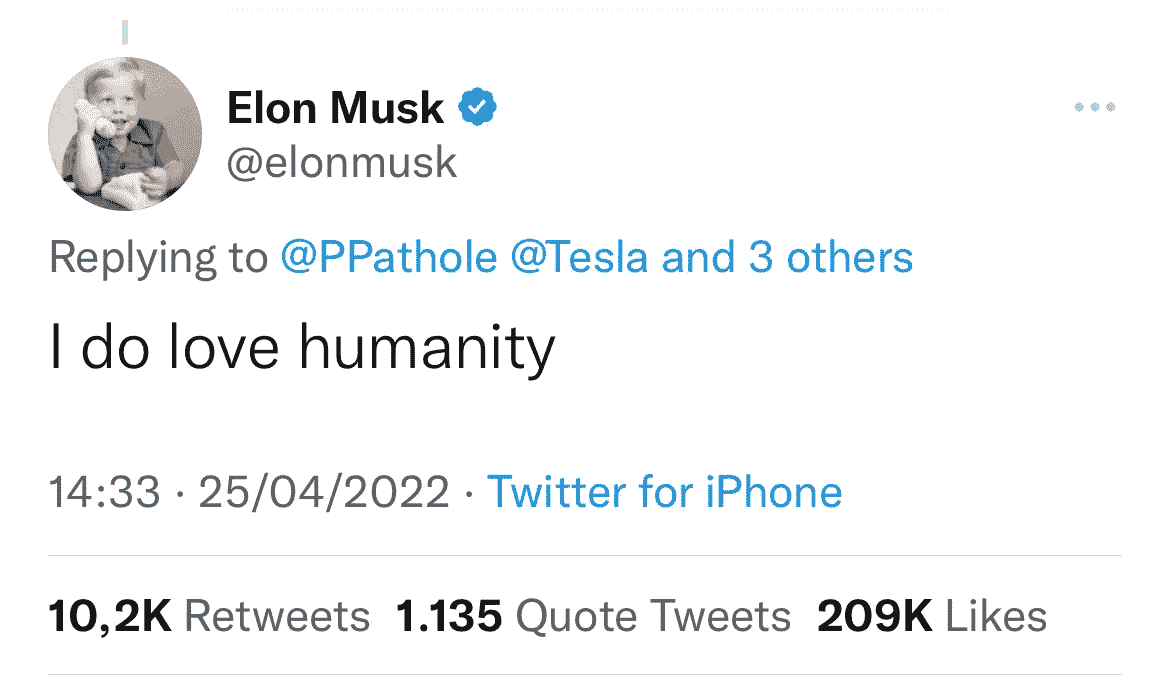 Elon Musk
@elonmusk
Replying to @PPathole @Tesla and 3 others
I do love humanity
14:33 · 25/04/2022 · Twitter for iPhone
10,2K Retweets 1.135 Quote Tweets 209K Likes